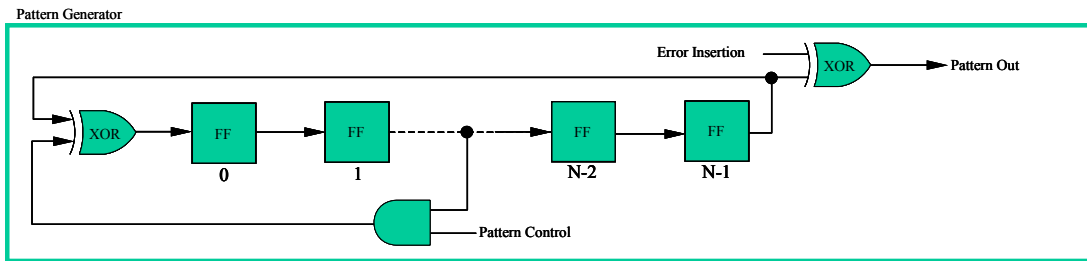 Pattern Generator
Error Insertion
XOR
Pattern Out
XOR
FF
FF
FF
FF
0
1
N-2
N-1
Pattern Control